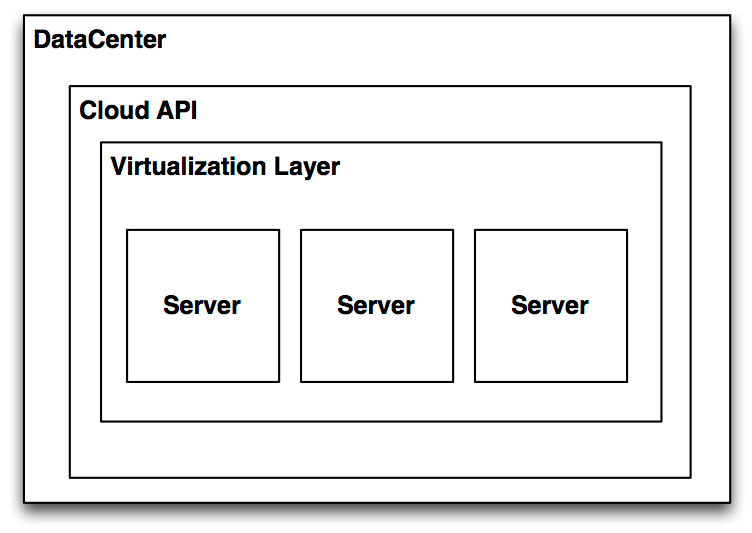 DataCenter
Cloud API
Virtualization Layer
Server Server Server